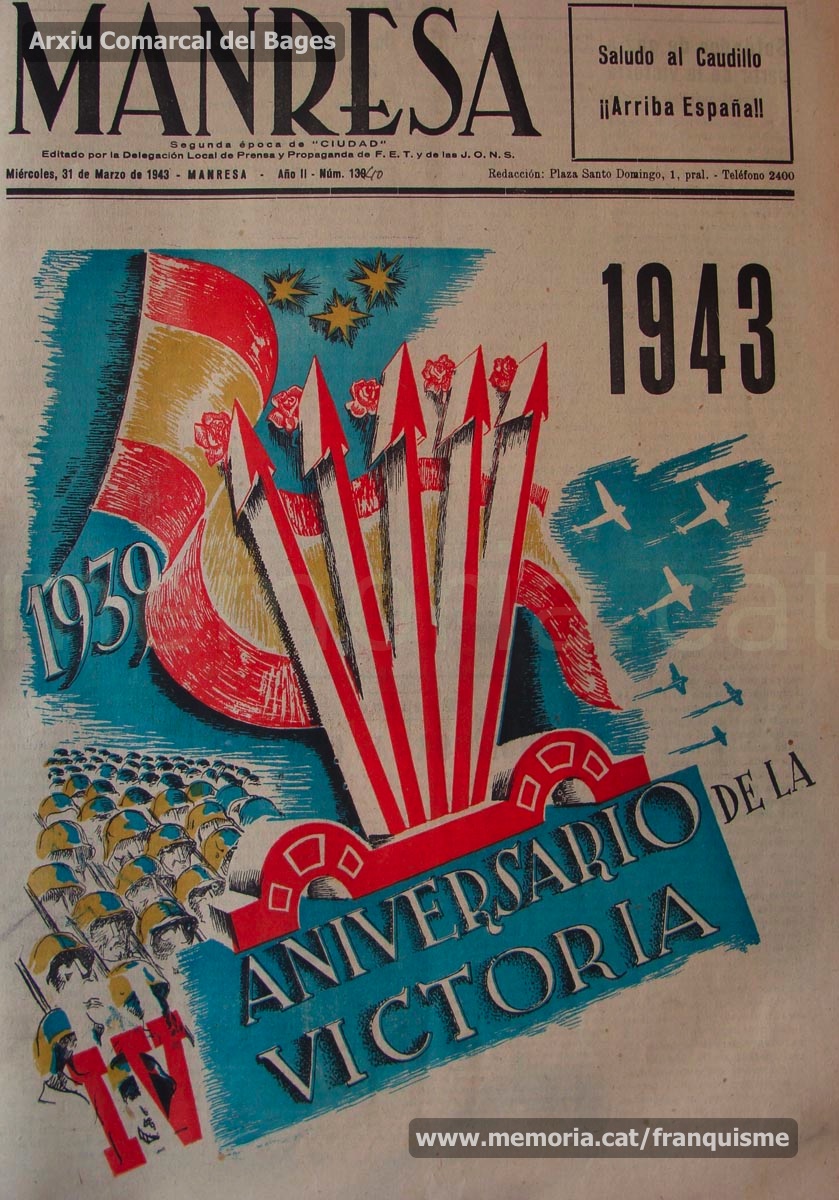 Arxiu Comarcal del Bages
MANRESA
Saludo al Caudillo
¡¡Arriba España!!
Segunda época de "CIUDAD"
Editado por la Delegación Local de Prensa y Propaganda de F. E. T. y de las J. O. N. S.
Miércoles, 31 de Marzo de 1943 - MANRESA - Año II - Núm. 139
Redacción: Plaza Santo Domingo, 1, pral. - Teléfono 2400
1943
1939
IV
ANIVERSARIO DE LA
VICTORIA
www.memoria.cat/franquisme